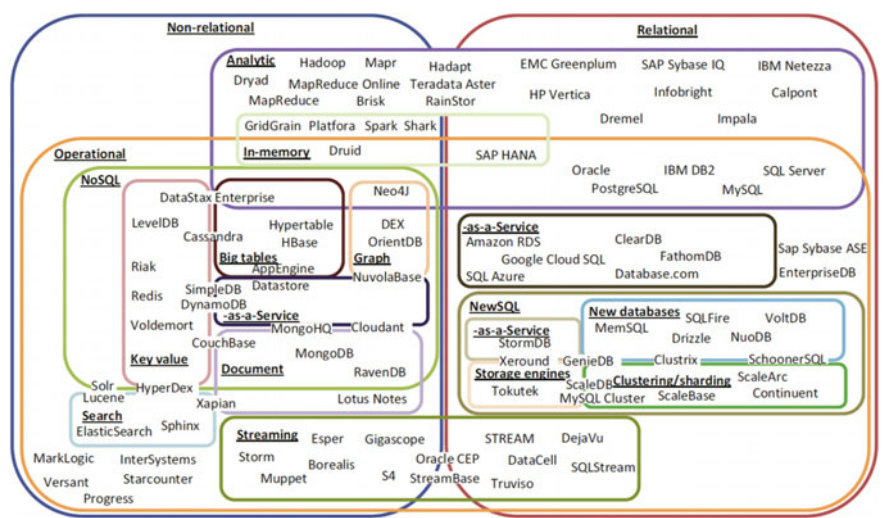 Non-relational
Relational
Analytic
Hadoop
Mapr
Hadapt
EMC Greenplum
SAP Sybase IQ
IBM Netezza
Dryad
MapReduce Online
Teradata Aster
HP Vertica
Infobright
Calpont
MapReduce
Brisk
RainStor
Dremel
Impala
GridGrain
Platfora
Spark
Shark
In-memory
Druid
SAP HANA
Operational
Oracle
IBM DB2
SQL Server
PostgreSQL
MySQL
NoSQL
DataStax Enterprise
Neo4J
LevelDB
Cassandra
Hypertable
HBase
DEX
OrientDB
Big tables
Graph
Riak
AppEngine
Datastore
NuvolaBase
Redis
SimpleDB
DynamoDB
-as-a-Service
Voldemort
MongoHQ
Cloudant
CouchBase
MongoDB
Key value
Document
RavenDB
Lotus Notes
-as-a-Service
Amazon RDS
ClearDB
Google Cloud SQL
FathomDB
SQL Azure
Database.com
Sap Sybase ASE
EnterpriseDB
NewSQL
New databases
SQLFire
VoltDB
-as-a-Service
MemSQL
StormDB
Drizzle
NuoDB
Xeround
GenieDB
Clustrix
SchoonerSQL
Storage engines
Tokutek
ScaleDB
Clustering/sharding
ScaleArc
MySQL Cluster
ScaleBase
Continuent
Solr
Lucene
HyperDex
Xapian
Search
ElasticSearch
Sphinx
Streaming
Esper
Gigascope
STREAM
DejaVu
Storm
Borealis
Oracle CEP
DataCell
SQLStream
Muppet
S4
StreamBase
Truviso
MarkLogic
InterSystems
Versant
Starcounter
Progress